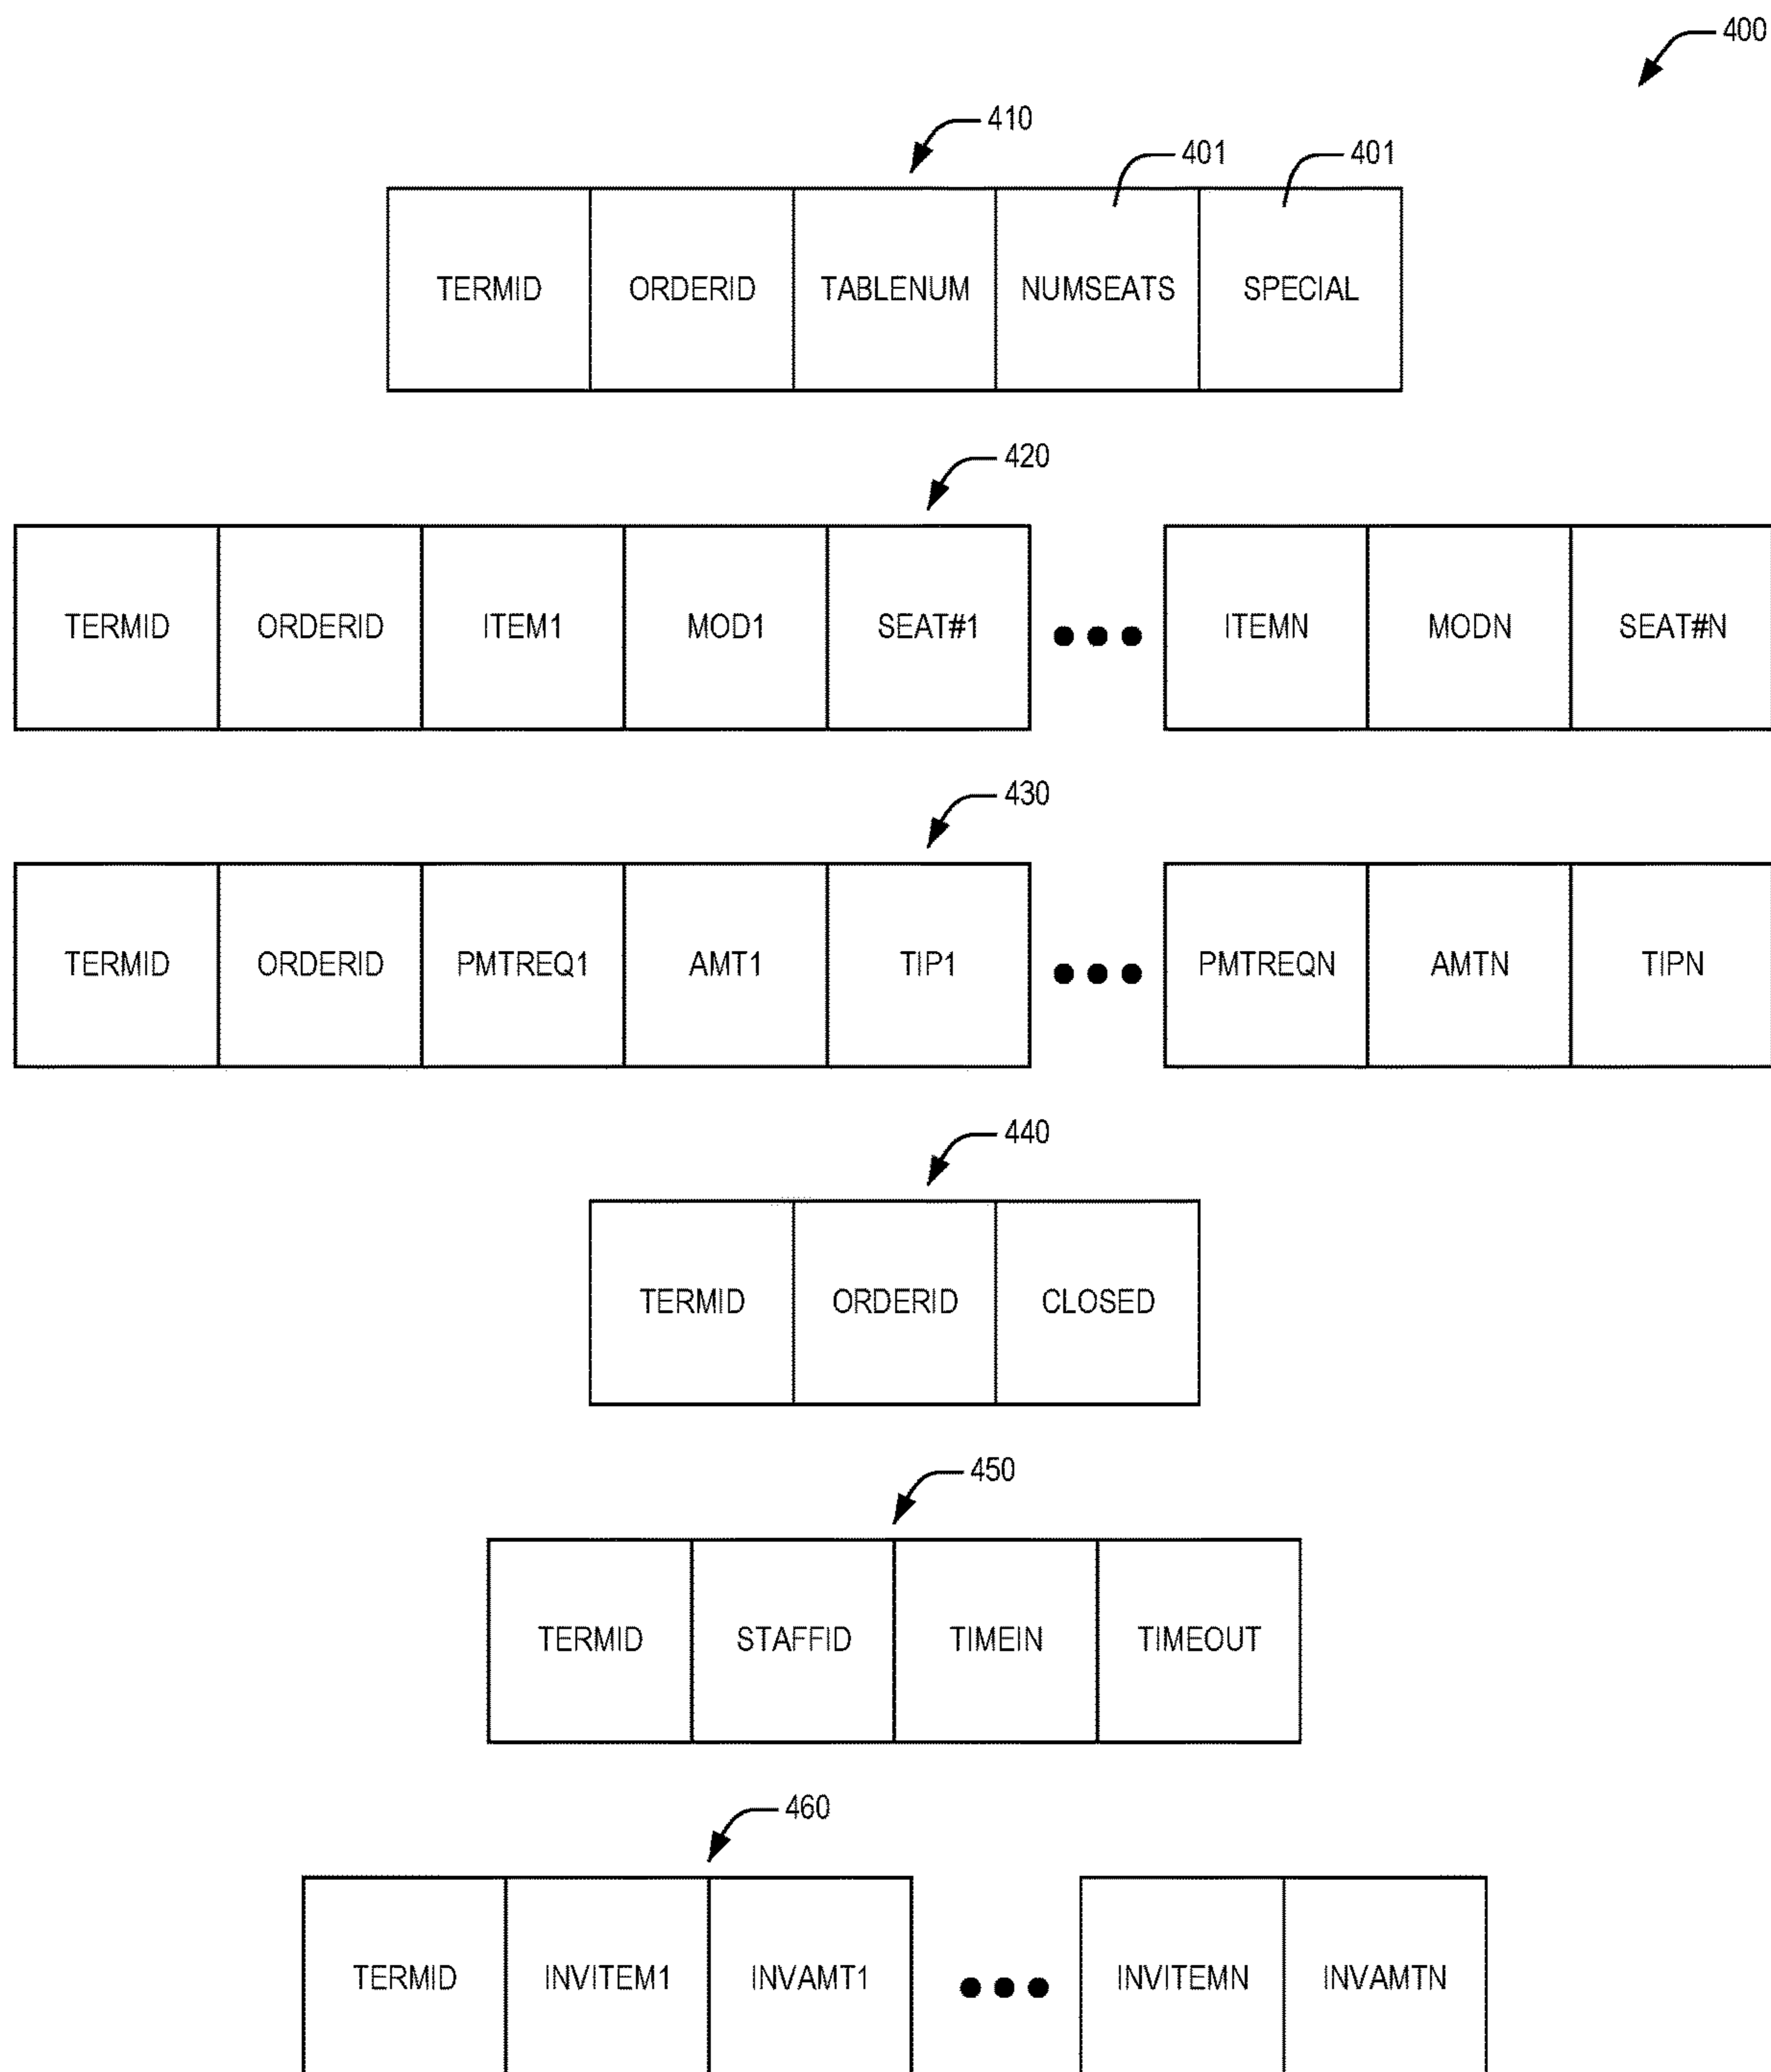 400
410
401 401
TERMID ORDERID TABLENUM NUMSEATS SPECIAL
420
TERMID ORDERID ITEM1 MOD1 SEAT#1 ITEMN MODN SEAT#N
430
TERMID ORDERID PMTREQ1 AMT1 TIP1 PMTREQN AMTN TIPN
440
TERMID ORDERID CLOSED
450
TERMID STAFFID TIMEIN TIMEOUT
460
TERMID INVITEM1 INVAMT1 INVITEMN INVAMTN